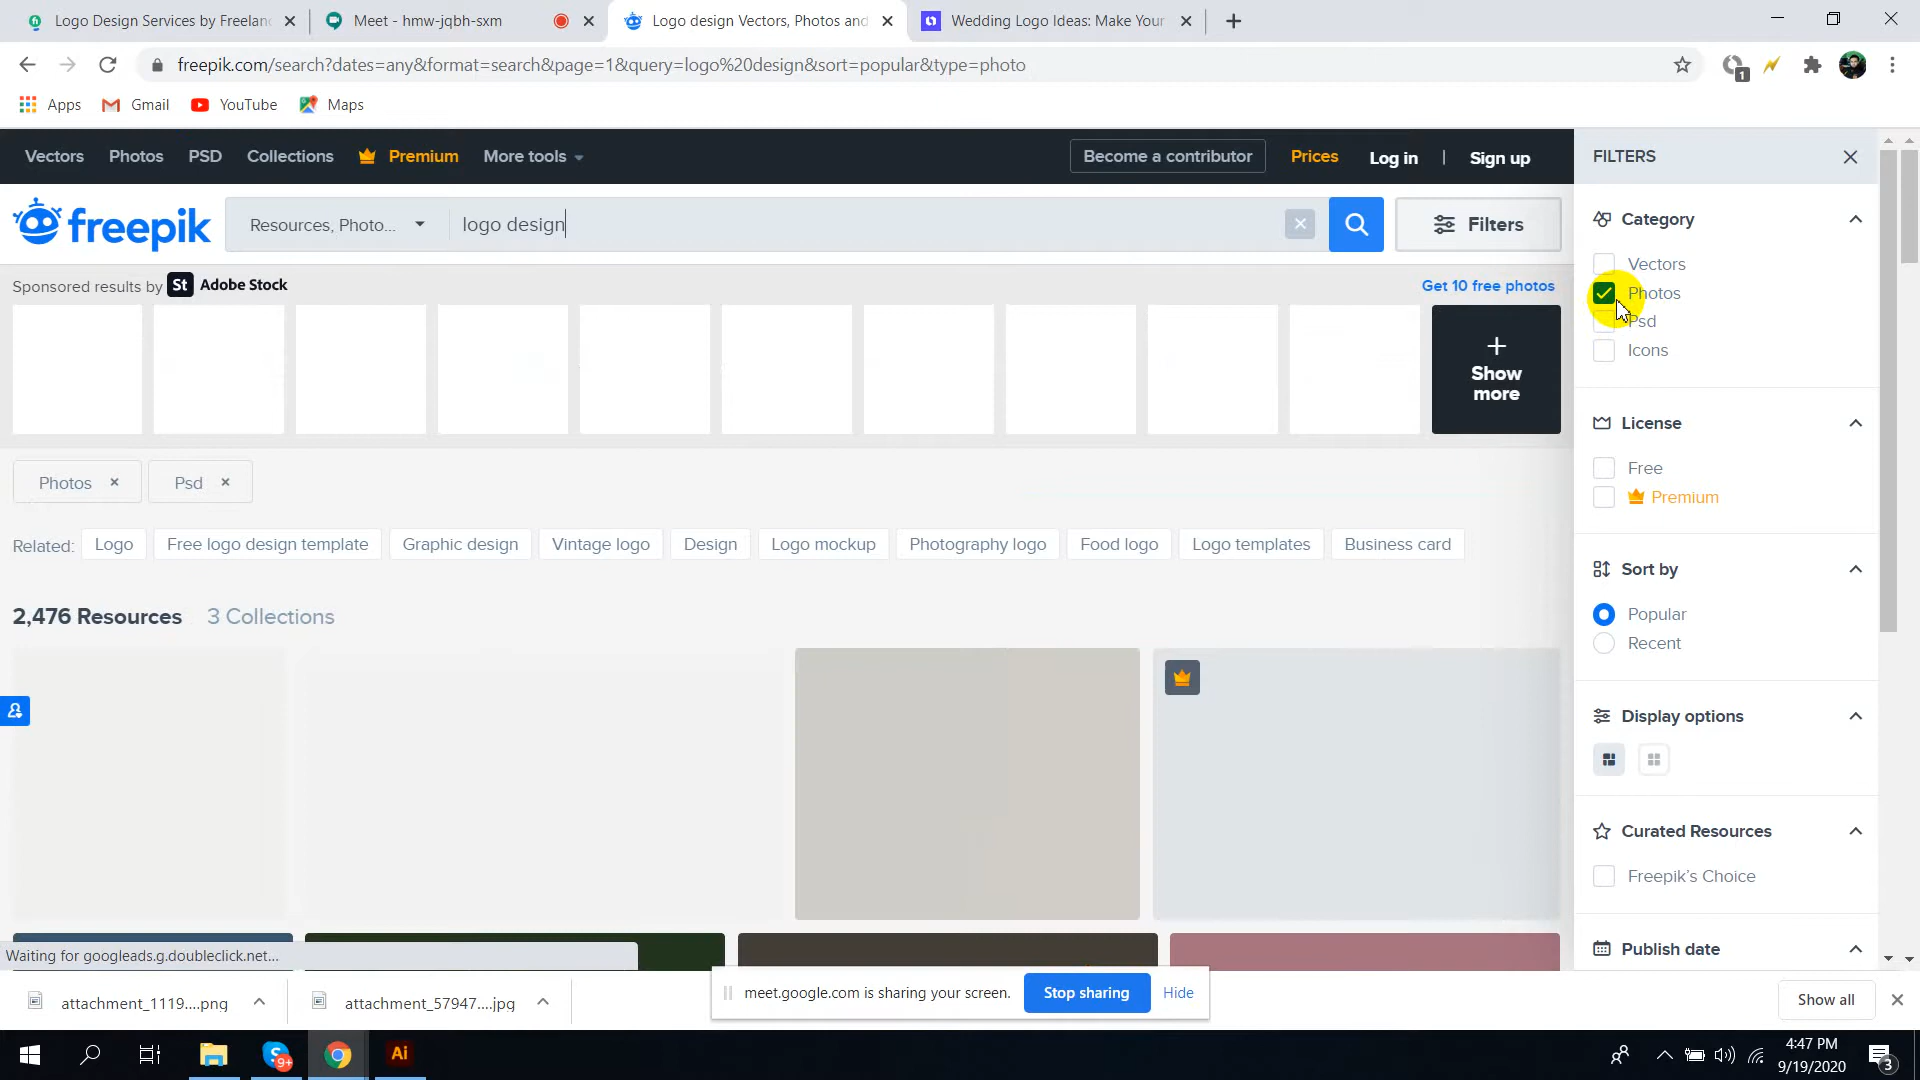 Logo Design Services by Freelanc
Meet - hmw-jqbh-sxm
Logo design Vectors, Photos and
Wedding Logo Ideas: Make Your
freepik.com/search?dates=any&format=search&page=1&query=logo%20design&sort=popular&type=photo
1
Apps
Gmail
YouTube
Maps
Vectors
Photos
PSD
Collections
Premium
More tools
Become a contributor
Prices
Log in
|
Sign up
FILTERS
freepik
Resources, Photo...
logo design
Filters
Category
Vectors
Photos
Psd
Icons
Sponsored results by St Adobe Stock
Get 10 free photos
+
Show
more
License
Free
Premium
Photos ×
Psd ×
Related:
Logo
Free logo design template
Graphic design
Vintage logo
Design
Logo mockup
Photography logo
Food logo
Logo templates
Business card
Sort by
Popular
Recent
2,476 Resources
3 Collections
Display options
Curated Resources
Freepik's Choice
Publish date
Waiting for googleads.g.doubleclick.net...
attachment_1119....png
attachment_57947....jpg
meet.google.com is sharing your screen.
Stop sharing
Hide
Show all
9+
Ai
4:47 PM
9/19/2020
3